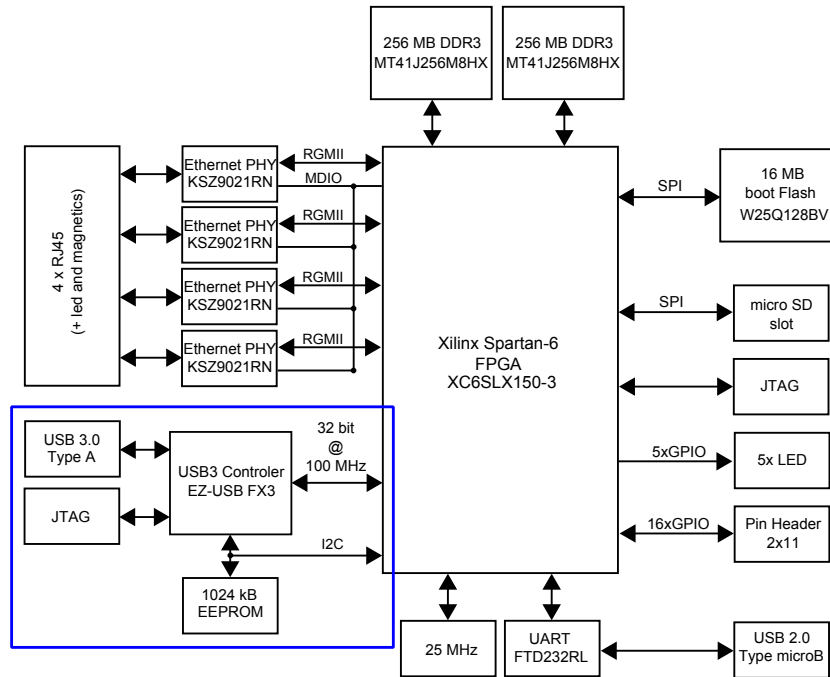 256 MB DDR3
MT41J256M8HX
256 MB DDR3
MT41J256M8HX
4 x RJ45
(+ led and magnetics)
Ethernet PHY
KSZ9021RN
RGMII
MDIO
Ethernet PHY
KSZ9021RN
RGMII
Ethernet PHY
KSZ9021RN
RGMII
Ethernet PHY
KSZ9021RN
RGMII
Xilinx Spartan-6
FPGA
XC6SLX150-3
SPI
16 MB
boot Flash
W25Q128BV
SPI
micro SD
slot
JTAG
5xGPIO
5x LED
16xGPIO
Pin Header
2x11
USB 3.0
Type A
JTAG
USB3 Controler
EZ-USB FX3
32 bit
@
100 MHz
I2C
1024 kB
EEPROM
25 MHz
UART
FTD232RL
USB 2.0
Type microB